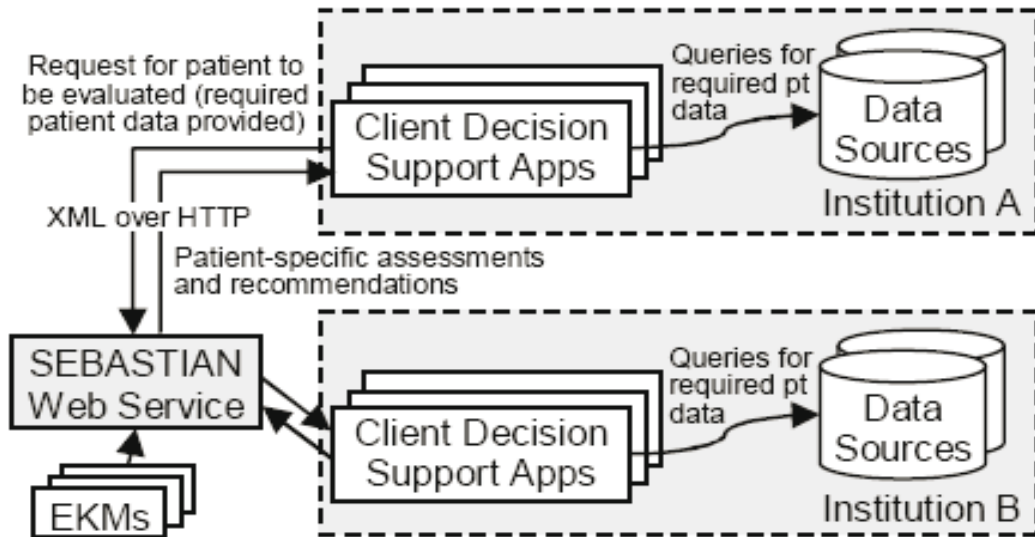 Request for patient to
be evaluated (required
patient data provided)
XML over HTTP
Patient-specific assessments
and recommendations
Client Decision
Support Apps
Queries for
required pt
data
Data
Sources
Institution A
SEBASTIAN
Web Service
EKMs
Client Decision
Support Apps
Queries for
required pt
data
Data
Sources
Institution B